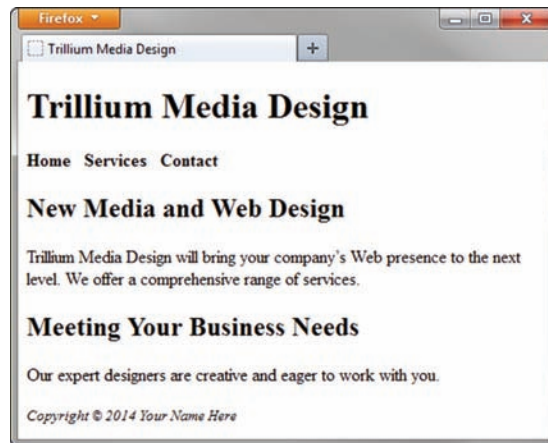 Firefox
Trillium Media Design
Trillium Media Design
Home Services Contact
New Media and Web Design
Trillium Media Design will bring your company's Web presence to the next
level. We offer a comprehensive range of services.
Meeting Your Business Needs
Our expert designers are creative and eager to work with you.
Copyright © 2014 Your Name Here